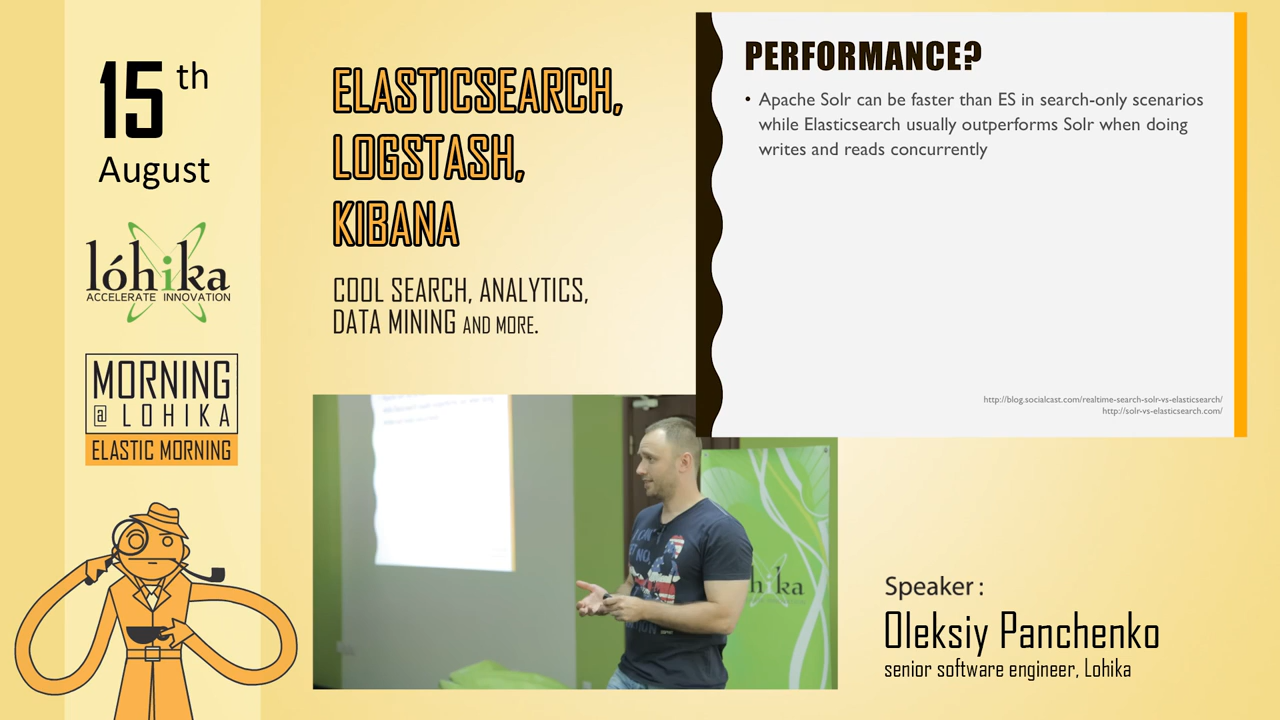 15th
August
lóhika
ACCELERATE INNOVATION
MORNING
@ LOHIKA
ELASTIC MORNING
ELASTICSEARCH,
LOGSTASH,
KIBANA
COOL SEARCH, ANALYTICS,
DATA MINING AND MORE.
PERFORMANCE?
• Apache Solr can be faster than ES in search-only scenarios
while Elasticsearch usually outperforms Solr when doing
writes and reads concurrently
http://blog.socialcast.com/realtime-search-solr-vs-elasticsearch/
http://solr-vs-elasticsearch.com/
hika
Speaker :
Oleksiy Panchenko
senior software engineer, Lohika